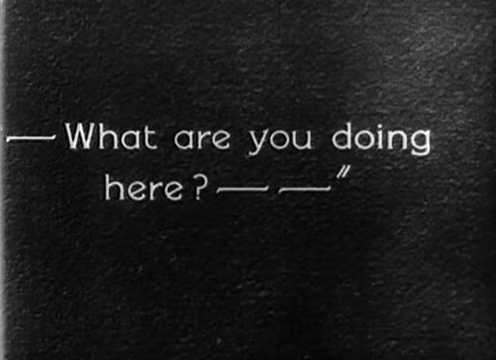 — What are you doing
here? — — "